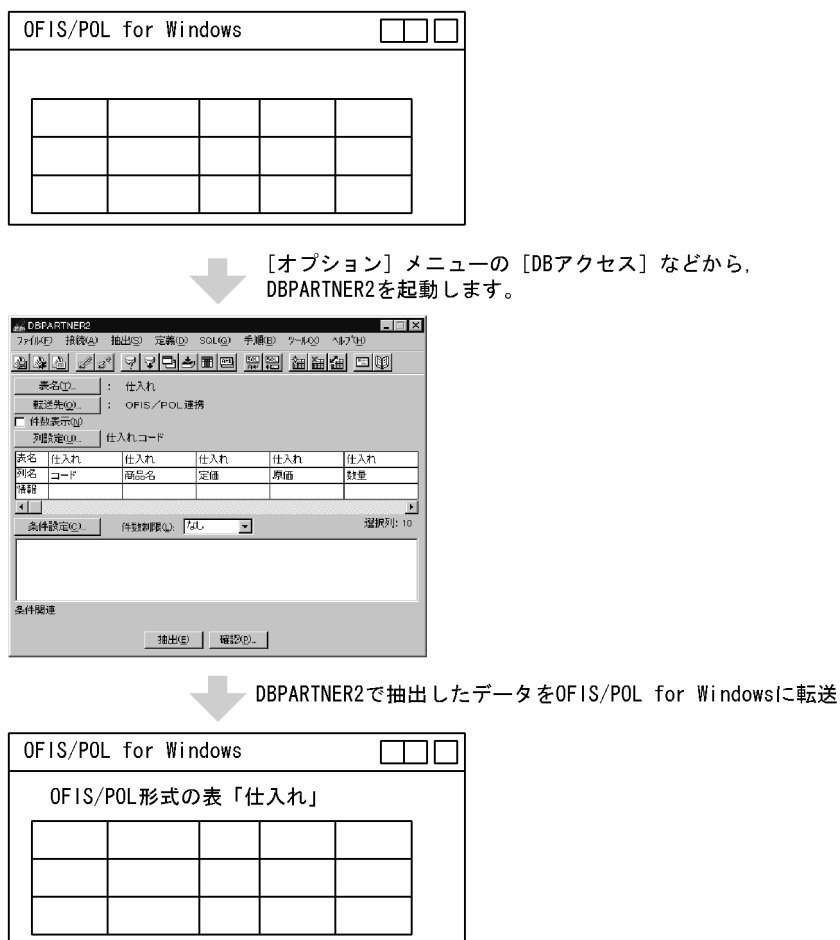 OFIS/POL for Windows
[オプション] メニューの [DBアクセス] などから,
DBPARTNER2を起動します。
DBPARTNER2
ファイル(F) 接続(A) 抽出(S) 定義(D) SQL(Q) 手順(E) ツール(X) ヘルプ(H)
表名(T)... : 仕入れ
転送先(O)... : OFIS/POL連携
件数表示(N)
列設定(U)... 仕入れコード
表名 仕入れ 仕入れ 仕入れ 仕入れ 仕入れ
列名 コード 商品名 定価 原価 数量
情報
条件設定(C)... 件数制限(L): なし 選択列: 10
条件関連
抽出(E) 確認(P)...
DBPARTNER2で抽出したデータをOFIS/POL for Windowsに転送
OFIS/POL for Windows
OFIS/POL形式の表「仕入れ」